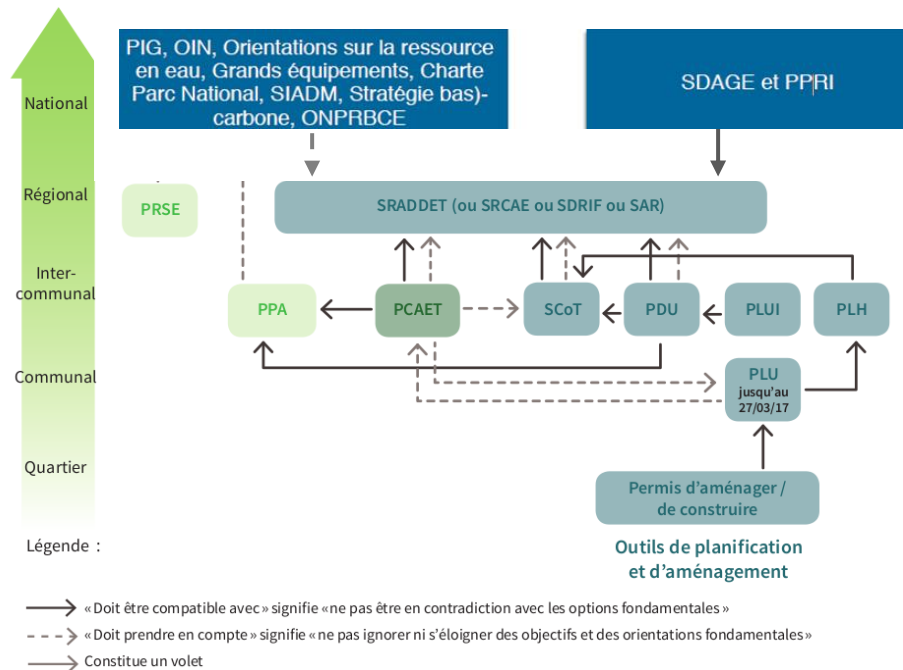 PIG, OIN, Orientations sur la ressource
en eau, Grands équipements, Charte
Parc National, SIADM, Stratégie bas)-
carbone, ONPRBCE
SDAGE et PPRI
National
Régional
PRSE
SRADDET (ou SRCAE ou SDRIF ou SAR)
Inter-
communal
PPA
PCAET
SCoT
PDU
PLUI
PLH
Communal
PLU
jusqu'au
27/03/17
Quartier
Permis d'aménager /
de construire
Légende :
Outils de planification
et d'aménagement
« Doit être compatible avec » signifie « ne pas être en contradiction avec les options fondamentales »
« Doit prendre en compte » signifie « ne pas ignorer ni s'éloigner des objectifs et des orientations fondamentales »
Constitue un volet